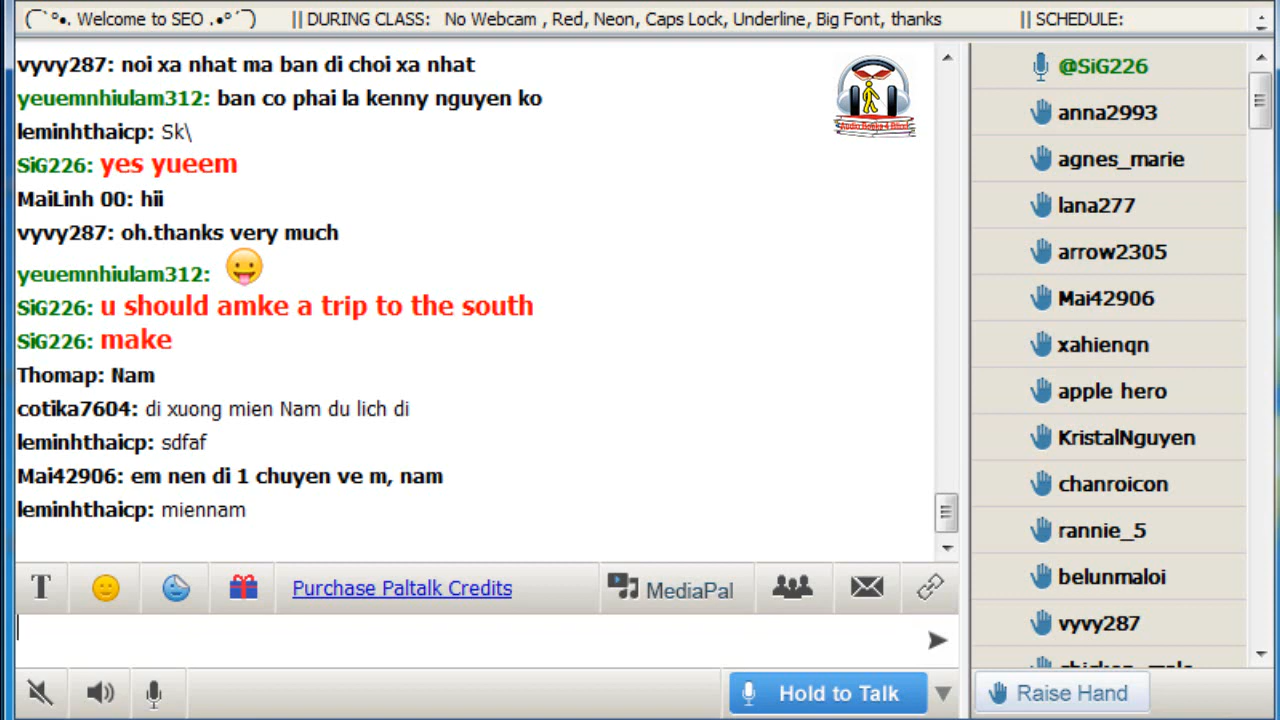 (¯`°•. Welcome to SEO .•°´¯) || DURING CLASS: No Webcam , Red, Neon, Caps Lock, Underline, Big Font, thanks || SCHEDULE:
vyvy287: noi xa nhat ma ban di choi xa nhat
yeuemnhiulam312: ban co phai la kenny nguyen ko
leminhthaicp: Sk\
SiG226: yes yueem
MaiLinh 00: hii
vyvy287: oh.thanks very much
yeuemnhiulam312: 😛
SiG226: u should amke a trip to the south
SiG226: make
Thomap: Nam
cotika7604: di xuong mien Nam du lich di
leminhthaicp: sdfaf
Mai42906: em nen di 1 chuyen ve m, nam
leminhthaicp: miennam
T
Purchase Paltalk Credits
MediaPal
Hold to Talk
@SiG226
anna2993
agnes_marie
lana277
arrow2305
Mai42906
xahienqn
apple hero
KristalNguyen
chanroicon
rannie_5
belunmaloi
vyvy287
Raise Hand